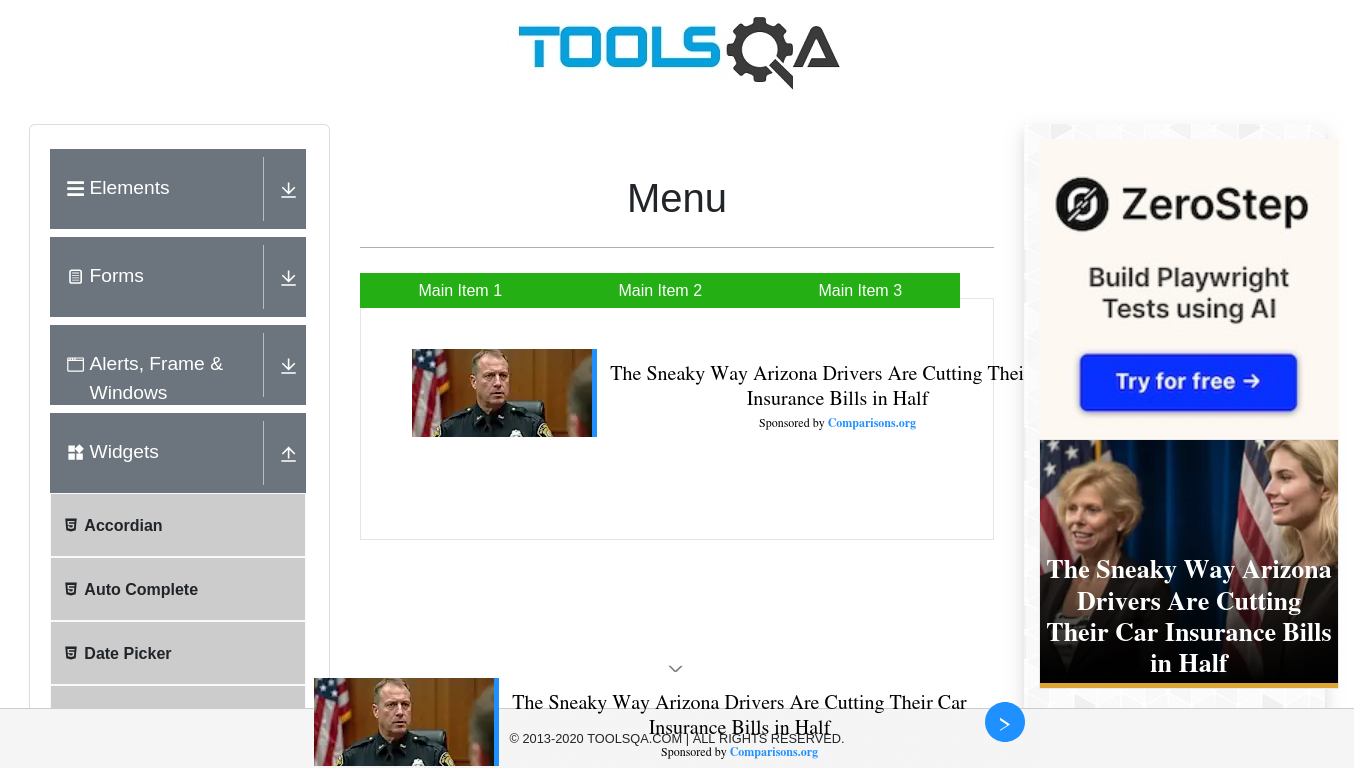 TOOLSQA
Elements
Forms
Alerts, Frame &
Windows
Widgets
Accordian
Auto Complete
Date Picker
Menu
Main Item 1
Main Item 2
Main Item 3
The Sneaky Way Arizona Drivers Are Cutting Thei
Insurance Bills in Half
Sponsored by Comparisons.org
ZeroStep
Build Playwright
Tests using AI
Try for free →
The Sneaky Way Arizona
Drivers Are Cutting
Their Car Insurance Bills
in Half
The Sneaky Way Arizona Drivers Are Cutting Their Car
Insurance Bills in Half
© 2013-2020 TOOLSQA.COM | ALL RIGHTS RESERVED.
Sponsored by Comparisons.org